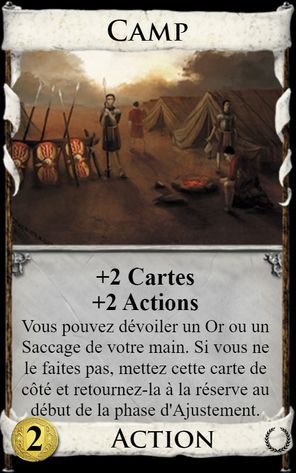 CAMP
+2 Cartes
+2 Actions
Vous pouvez dévoiler un Or ou un
Saccage de votre main. Si vous ne
le faites pas, mettez cette carte de
côté et retournez-la à la réserve au
début de la phase d'Ajustement.
2
ACTION